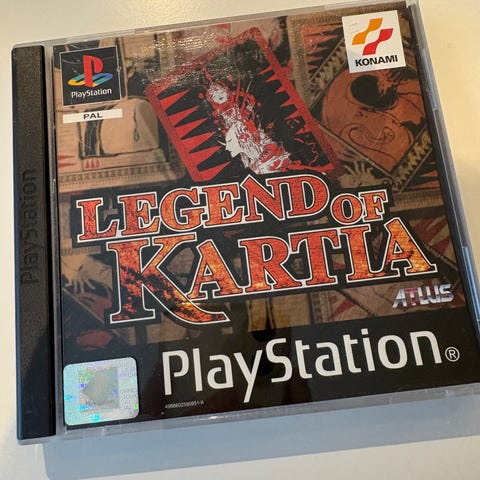 PlayStation
PlayStation
PAL
KONAMI
LEGEND OF
KARTIA
ATLUS
PlayStation®